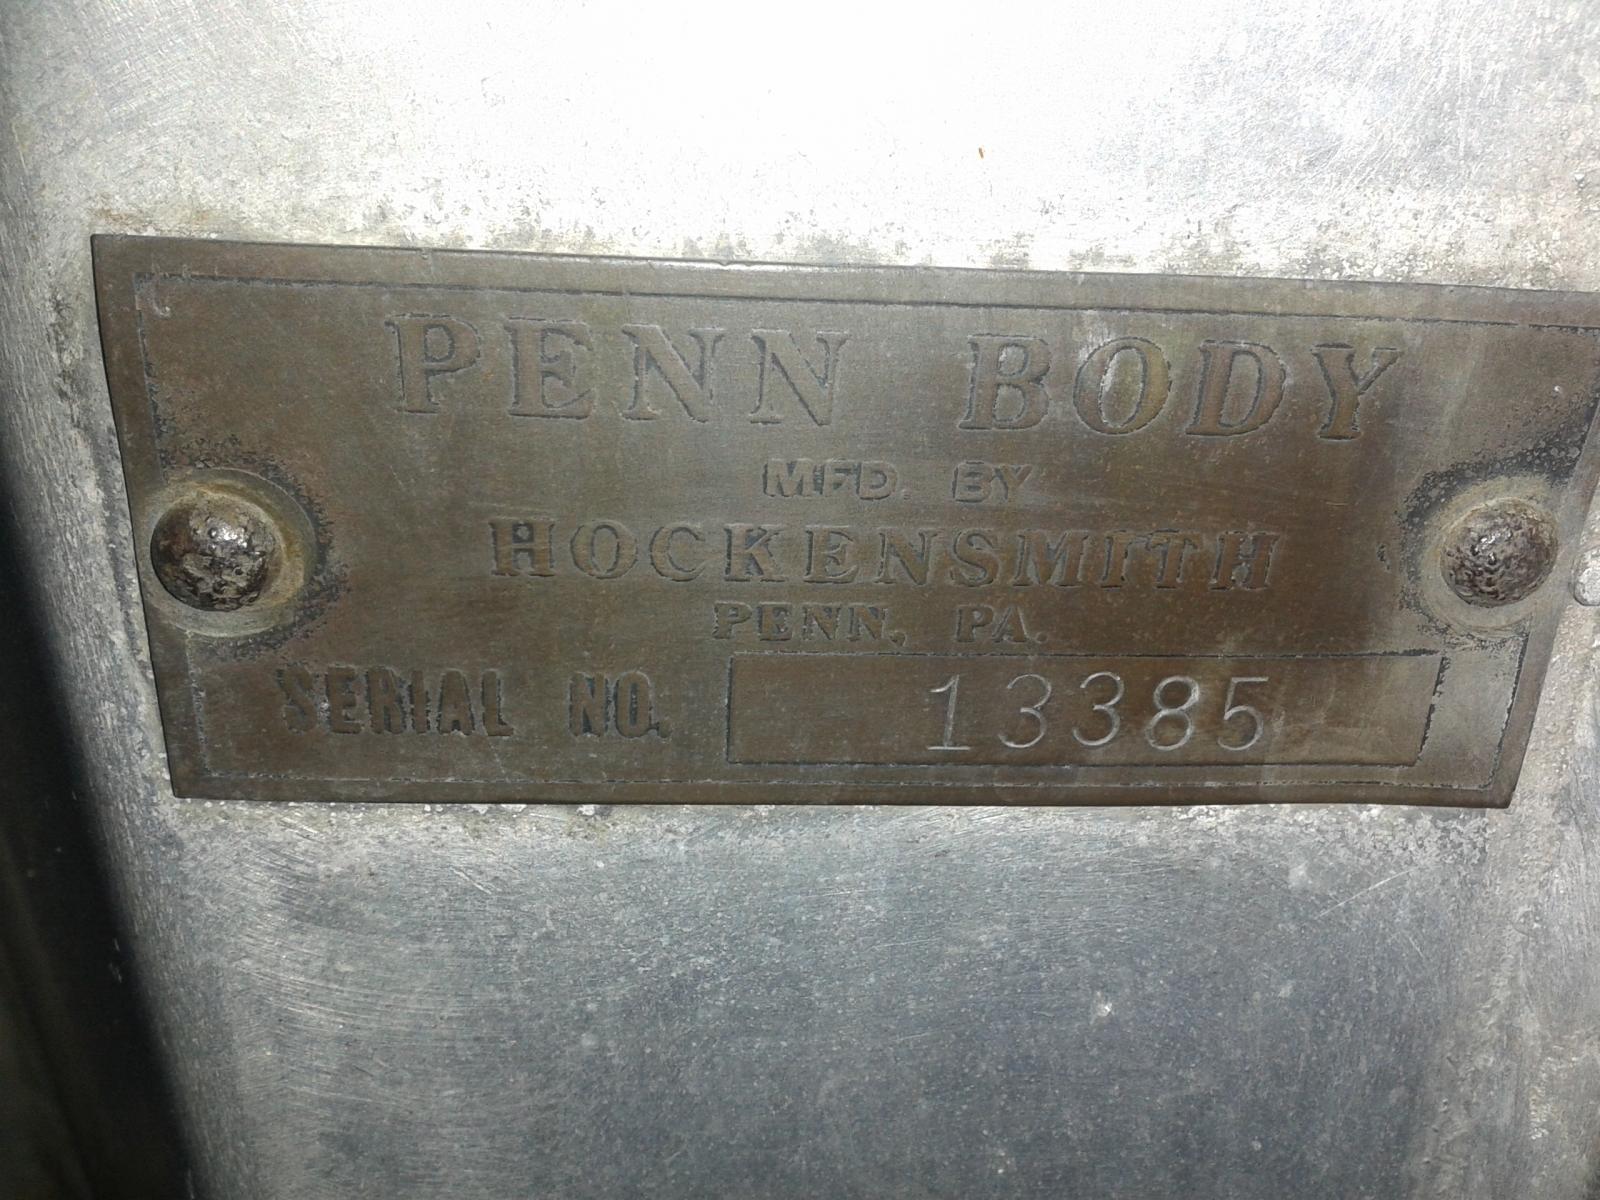 PENN BODY
MFD. BY
HOCKENSMITH
PENN, PA.
SERIAL NO. 13385